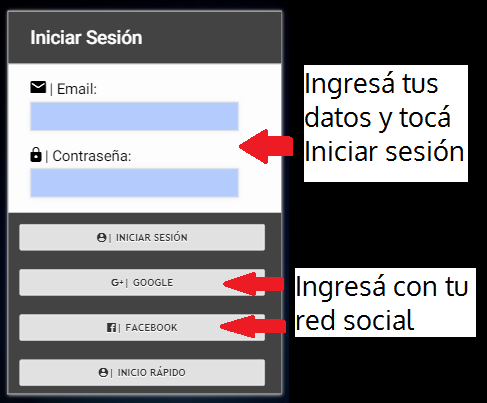 Iniciar Sesión
| Email:
| Contraseña:
| INICIAR SESIÓN
G+| GOOGLE
| FACEBOOK
| INICIO RÁPIDO
Ingresá tus
datos y tocá
Iniciar sesión
Ingresá con tu
red social